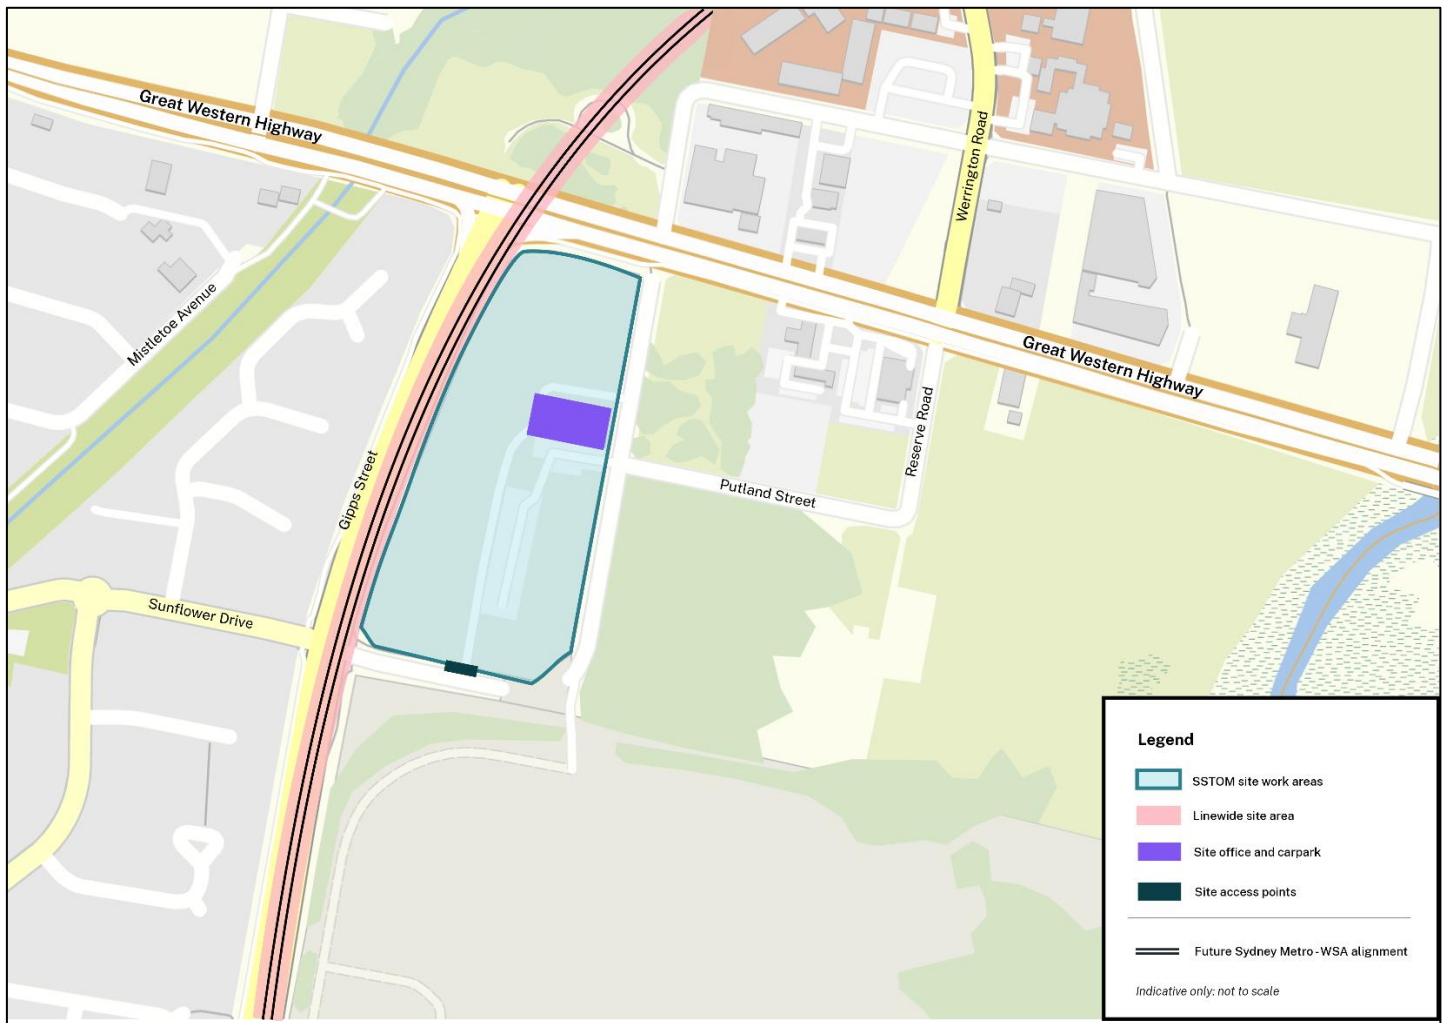 Great Western Highway
Werrington Road
Mistletoe Avenue
Great Western Highway
Reserve Road
Gipps Street
Putland Street
Sunflower Drive
Legend
SSTOM site work areas
Linewide site area
Site office and carpark
Site access points
Future Sydney Metro - WSA alignment
Indicative only: not to scale